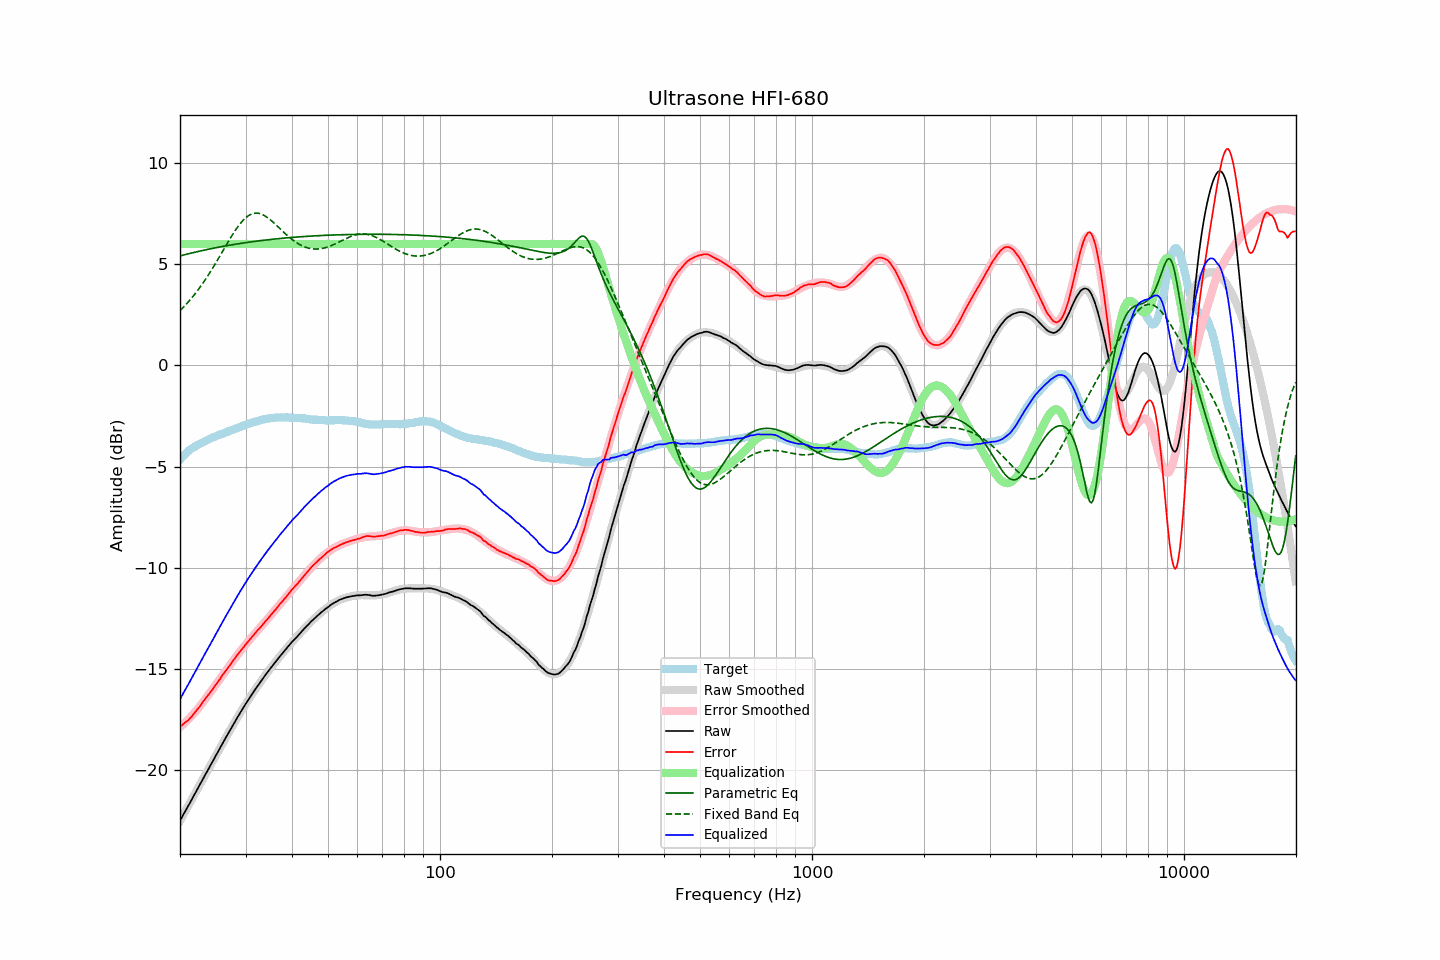 Ultrasone HFI-680
Amplitude (dBr)
10
5
0
−5
−10
−15
−20
100
1000
10000
Frequency (Hz)
Target
Raw Smoothed
Error Smoothed
Raw
Error
Equalization
Parametric Eq
Fixed Band Eq
Equalized